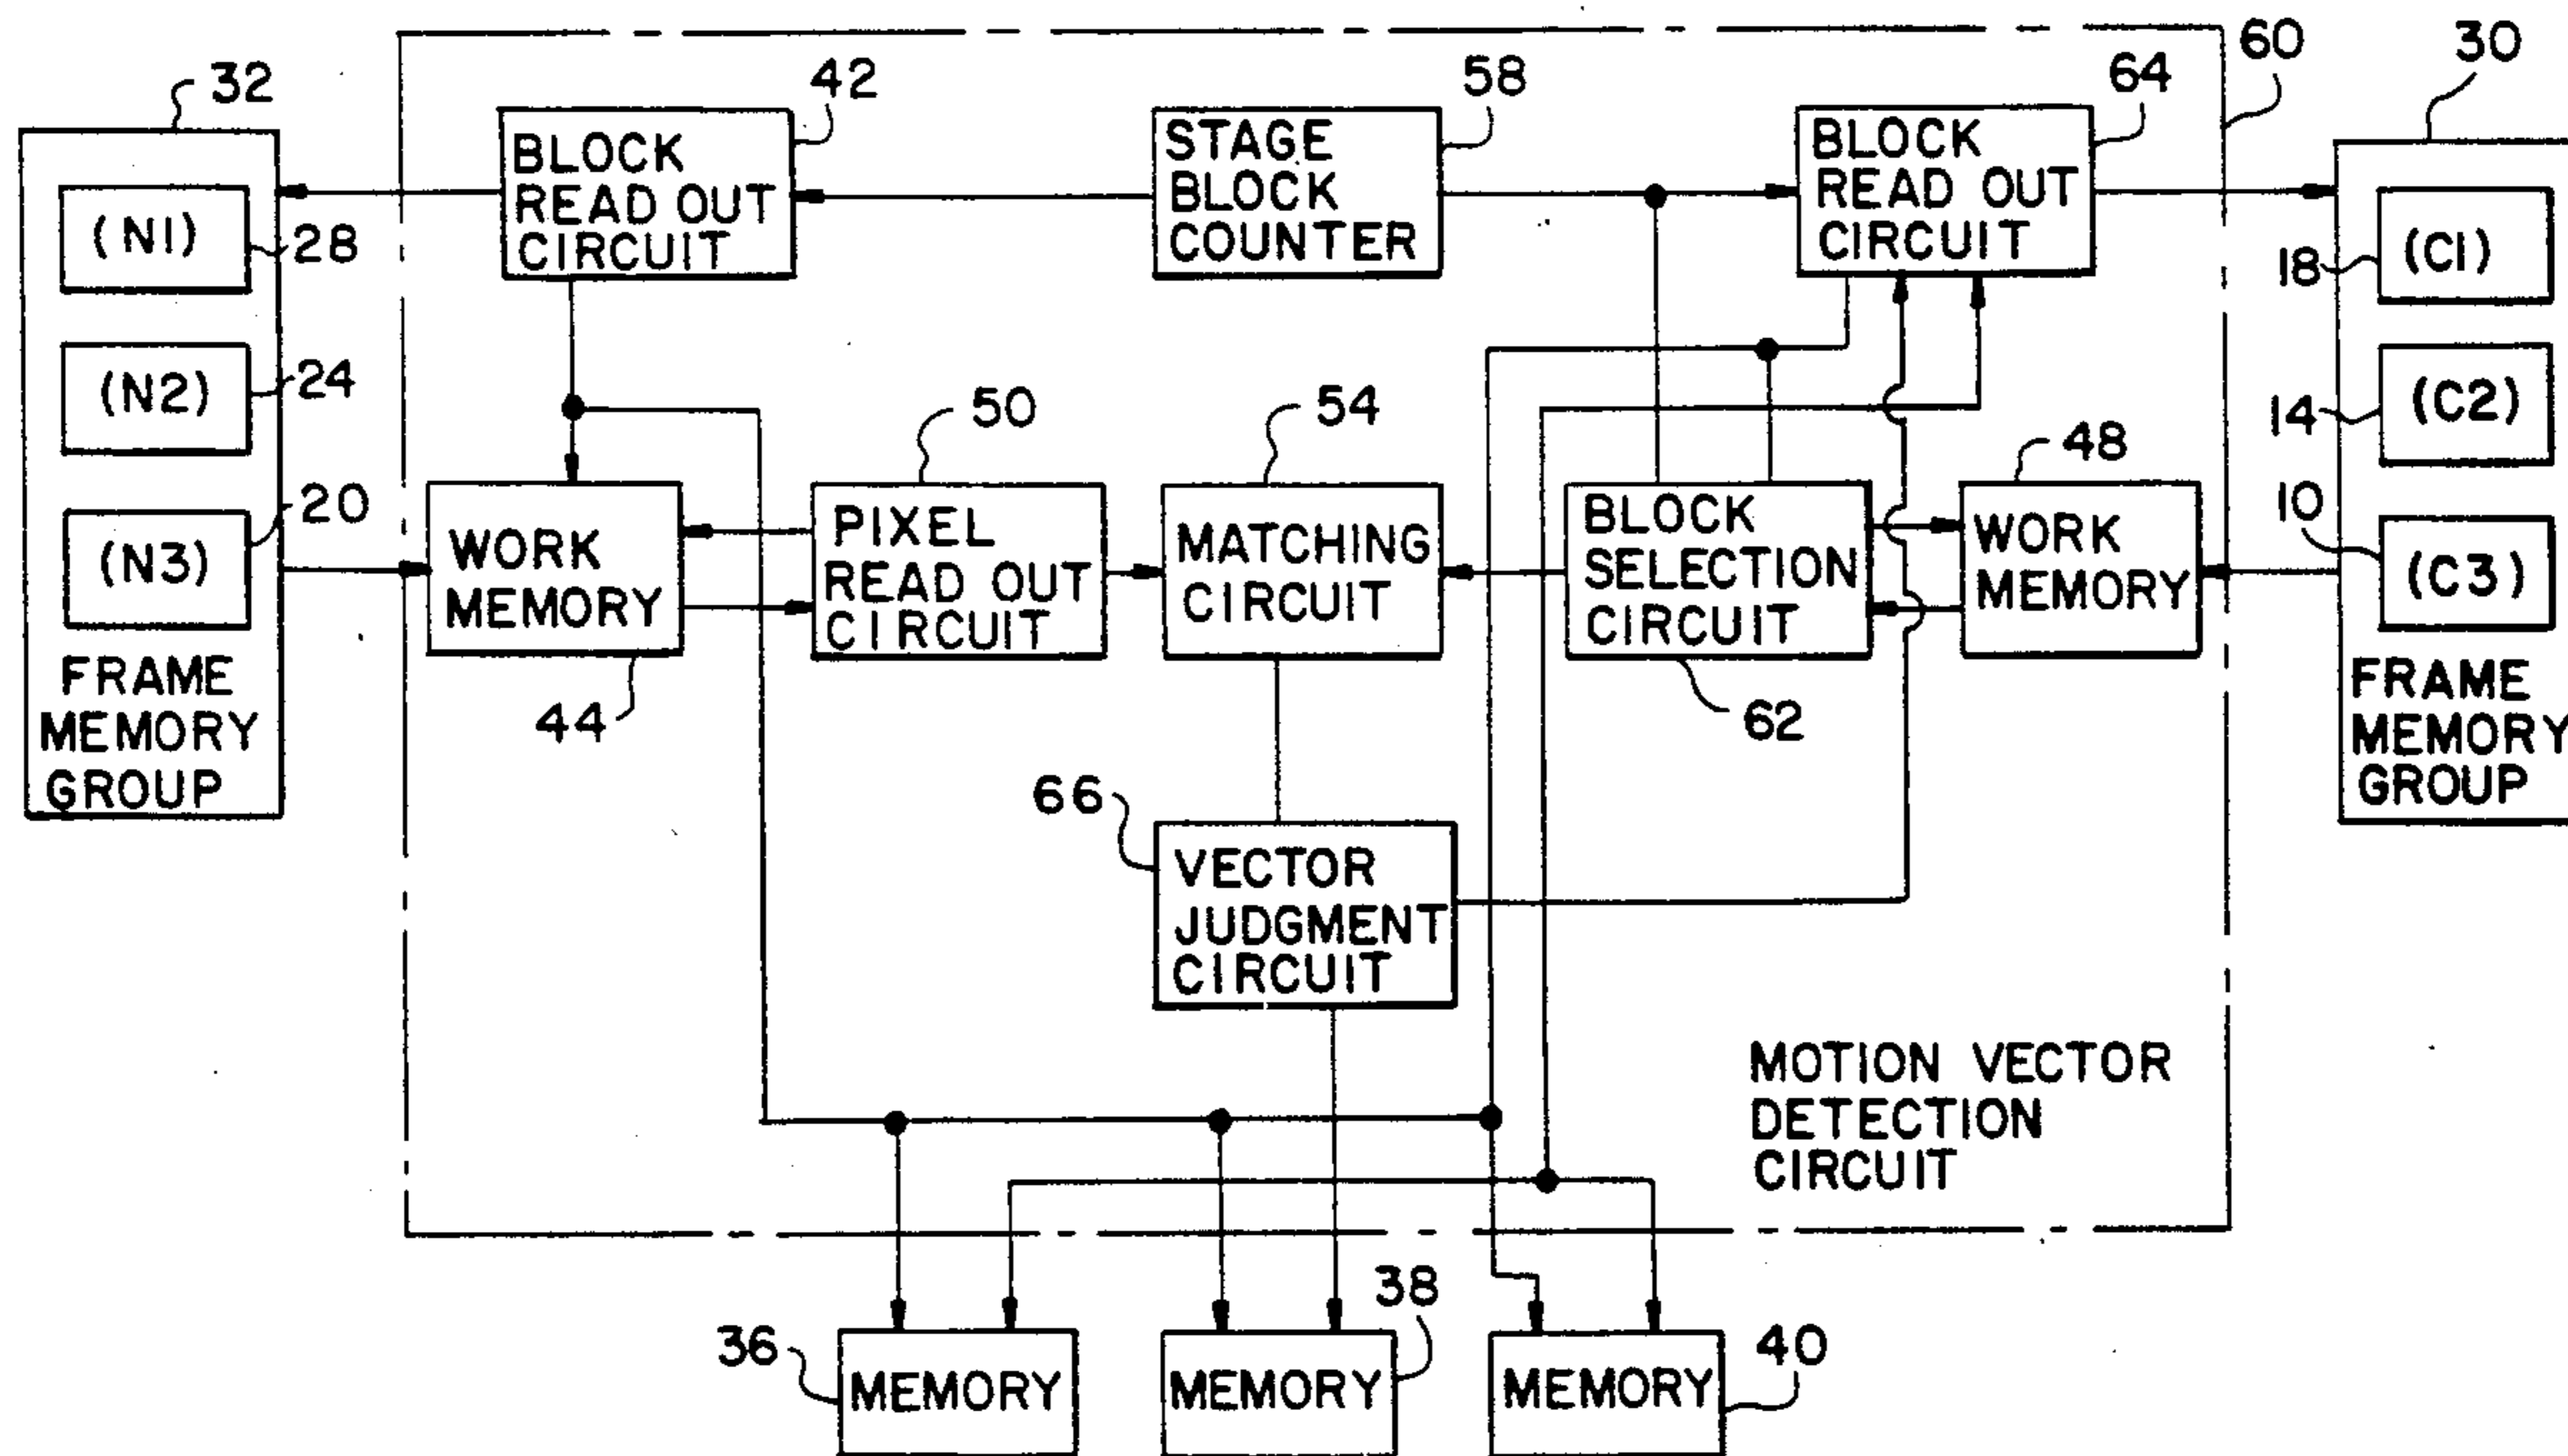 32
42
58
64
60
30
BLOCK
READ OUT
CIRCUIT
STAGE
BLOCK
COUNTER
BLOCK
READ OUT
CIRCUIT
(N1)
28
(N2)
24
(N3)
20
FRAME
MEMORY
GROUP
18
(C1)
14
(C2)
10
(C3)
FRAME
MEMORY
GROUP
50
54
48
WORK
MEMORY
44
PIXEL
READ OUT
CIRCUIT
MATCHING
CIRCUIT
BLOCK
SELECTION
CIRCUIT
62
WORK
MEMORY
66
VECTOR
JUDGMENT
CIRCUIT
MOTION VECTOR
DETECTION
CIRCUIT
36
MEMORY
38
MEMORY
40
MEMORY